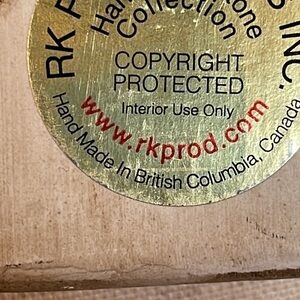 RK P
INC.
Collection
COPYRIGHT
PROTECTED
Interior Use Only
www.rkprod.com
Hand Made In British Columbia, Canada